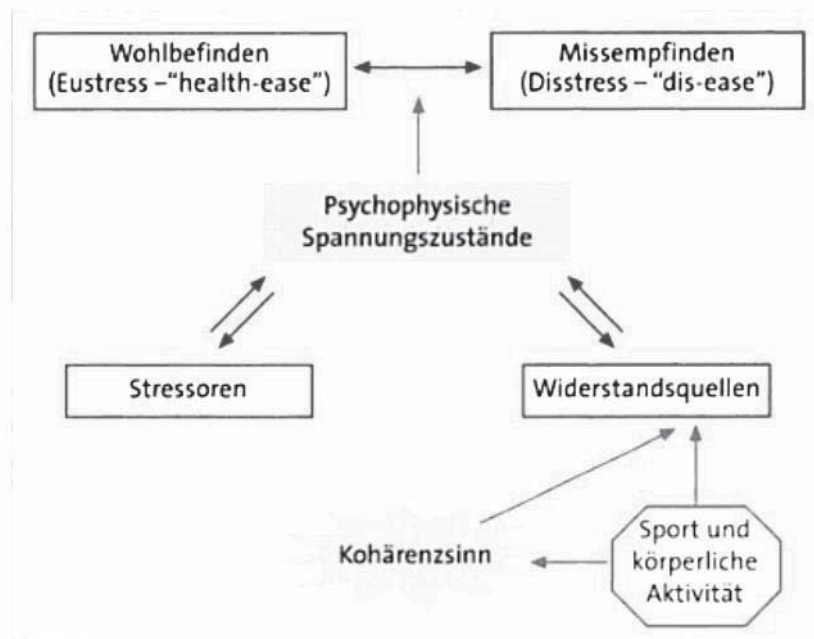 Wohlbefinden
(Eustress –“health-ease”)
Missempfinden
(Disstress – “dis-ease”)
Psychophysische
Spannungszustände
Stressoren
Widerstandsquellen
Kohärenzsinn
Sport und
körperliche
Aktivität